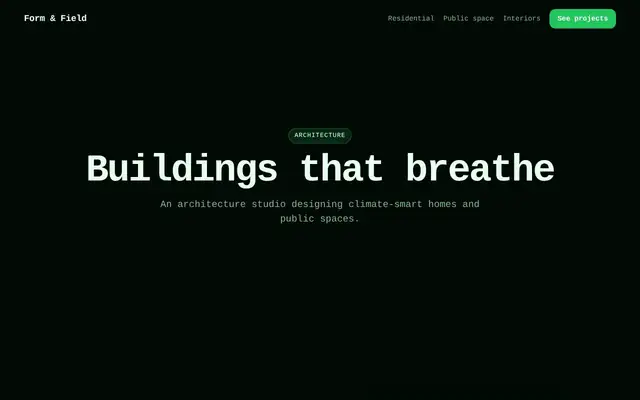 Form & Field
Residential Public space Interiors See projects
ARCHITECTURE
Buildings that breathe
An architecture studio designing climate-smart homes and
public spaces.